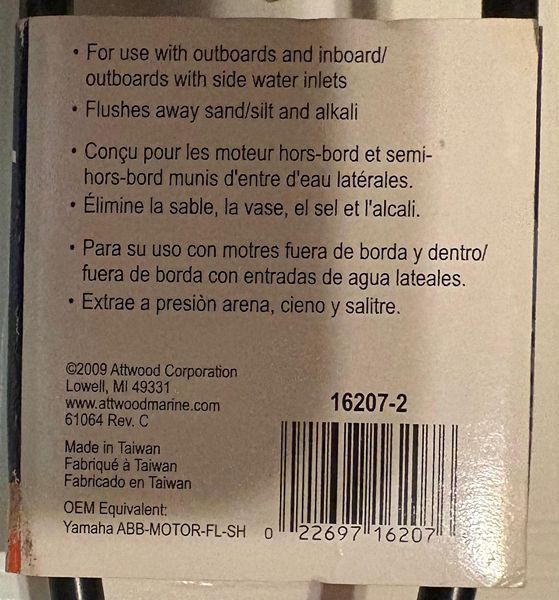 • For use with outboards and inboard/
outboards with side water inlets
• Flushes away sand/silt and alkali
• Conçu pour les moteur hors-bord et semi-
hors-bord munis d'entre d'eau latérales.
• Élimine la sable, la vase, el sel et l'alcali.
• Para su uso con motres fuera de borda y dentro/
fuera de borda con entradas de agua lateales.
• Extrae a presiòn arena, cieno y salitre.
©2009 Attwood Corporation
Lowell, MI 49331
www.attwoodmarine.com
61064 Rev. C
Made in Taiwan
Fabriqué à Taiwan
Fabricado en Taiwan
OEM Equivalent:
Yamaha ABB-MOTOR-FL-SH
16207-2
0 22697 16207